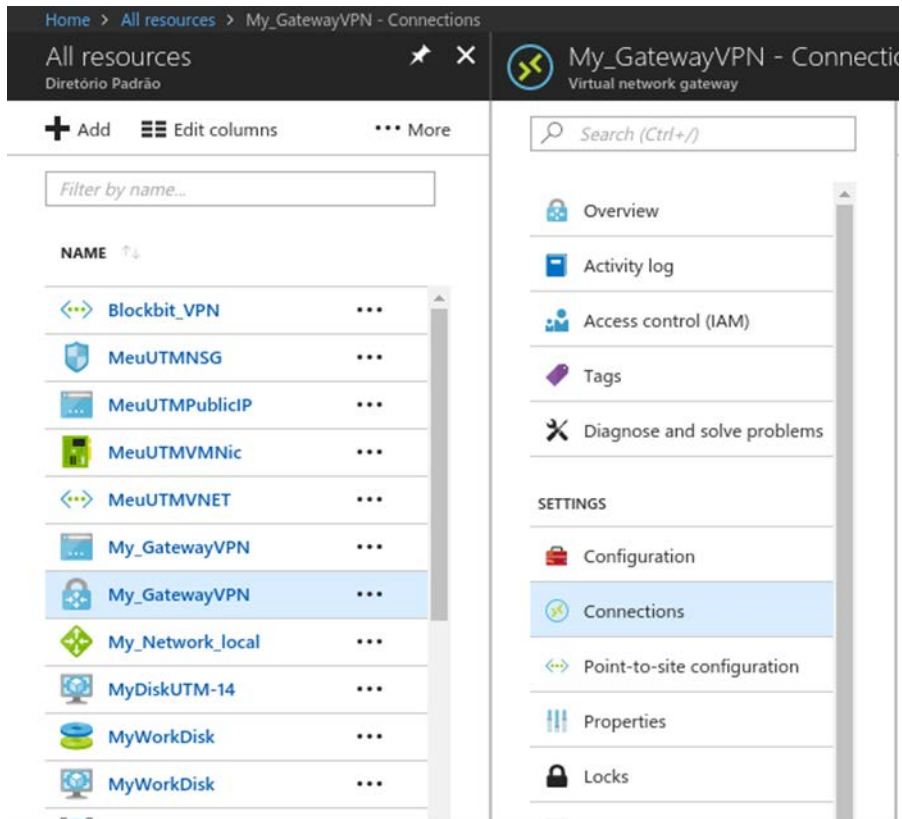 Home > All resources > My_GatewayVPN - Connections
All resources
Diretório Padrão
My_GatewayVPN - Connectio
Virtual network gateway
Add Edit columns More
Filter by name...
NAME
Blockbit_VPN
MeuUTMNSG
MeuUTMPublicIP
MeuUTMVMNic
MeuUTMVNET
My_GatewayVPN
My_GatewayVPN
My_Network_local
MyDiskUTM-14
MyWorkDisk
MyWorkDisk
Search (Ctrl+/)
Overview
Activity log
Access control (IAM)
Tags
Diagnose and solve problems
SETTINGS
Configuration
Connections
Point-to-site configuration
Properties
Locks